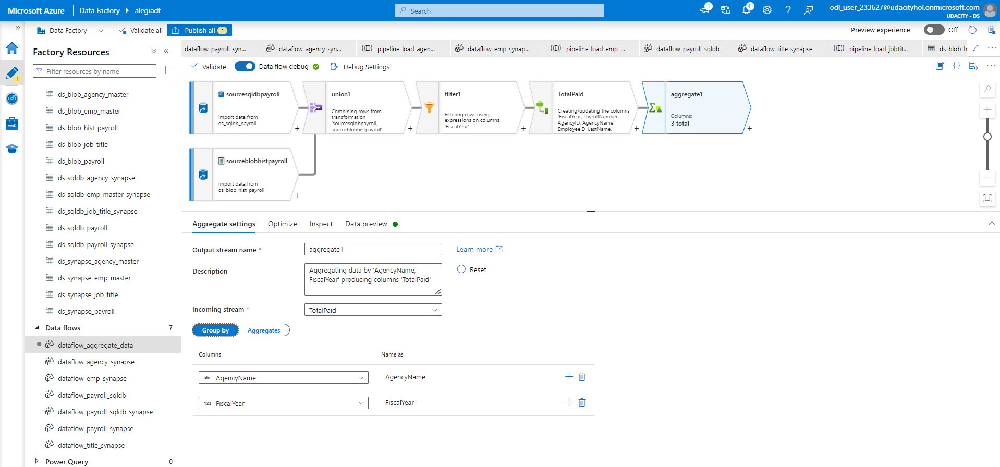 Microsoft Azure
Data Factory
alegiadf
Search
1
41
odl_user_233627@udacityhol.onmicrosoft.com
UDACITY - DS
Data Factory
Validate all
Publish all
1
Preview experience
Off
1
Factory Resources
Filter resources by name
ds_blob_agency_master
ds_blob_emp_master
ds_blob_hist_payroll
ds_blob_job_title
ds_blob_payroll
ds_sqldb_agency_synapse
ds_sqldb_emp_master_synapse
ds_sqldb_job_title_synapse
ds_sqldb_payroll
ds_sqldb_payroll_synapse
ds_synapse_agency_master
ds_synapse_emp_master
ds_synapse_job_title
ds_synapse_payroll
Data flows
7
dataflow_aggregate_data
dataflow_agency_synapse
dataflow_emp_synapse
dataflow_payroll_sqldb
dataflow_payroll_sqldb_synapse
dataflow_payroll_synapse
dataflow_title_synapse
Power Query
0
dataflow_payroll_syn...
dataflow_agency_syn...
pipeline_load_agen...
dataflow_emp_synap...
pipeline_load_emp_...
dataflow_payroll_sqldb
dataflow_title_synapse
pipeline_load_jobtit...
ds_blob_h
Validate
Data flow debug
Debug Settings
sourcesqldbpayroll
Import data from
ds_sqldb_payroll
union1
Combining rows from
transformation
'sourcesqldbpayroll,
sourceblobhistpayroll'
filter1
Filtering rows using
expressions on columns
'FiscalYear'
TotalPaid
Creating/updating the columns
'FiscalYear, PayrollNumber,
AgencyID, AgencyName,
EmployeeID, LastName,
aggregate1
Columns:
3 total
sourceblobhistpayroll
Import data from
ds_blob_hist_payroll
Aggregate settings
Optimize
Inspect
Data preview
Output stream name *
aggregate1
Learn more
Description
Aggregating data by 'AgencyName,
FiscalYear' producing columns 'TotalPaid'
Reset
Incoming stream *
TotalPaid
Group by
Aggregates
Columns
Name as
abc AgencyName
AgencyName
123 FiscalYear
FiscalYear